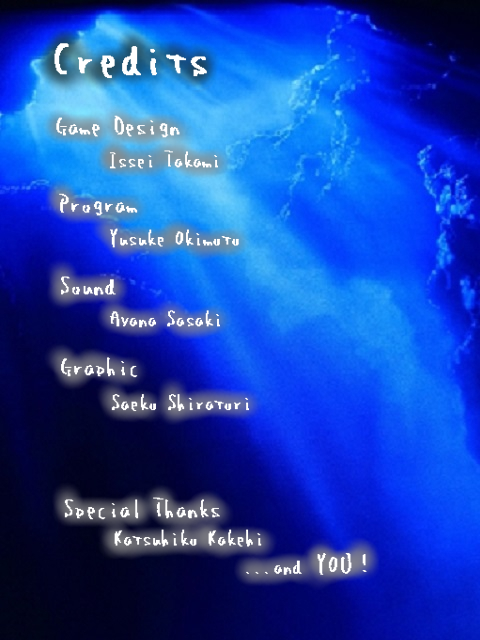 Credits
Game Design
Issei Takami
Program
Yusuke Okimoto
Sound
Ayana Sasaki
Graphic
Saeko Shiratori
Special Thanks
Katsuhiko Kakehi
...and YOU!